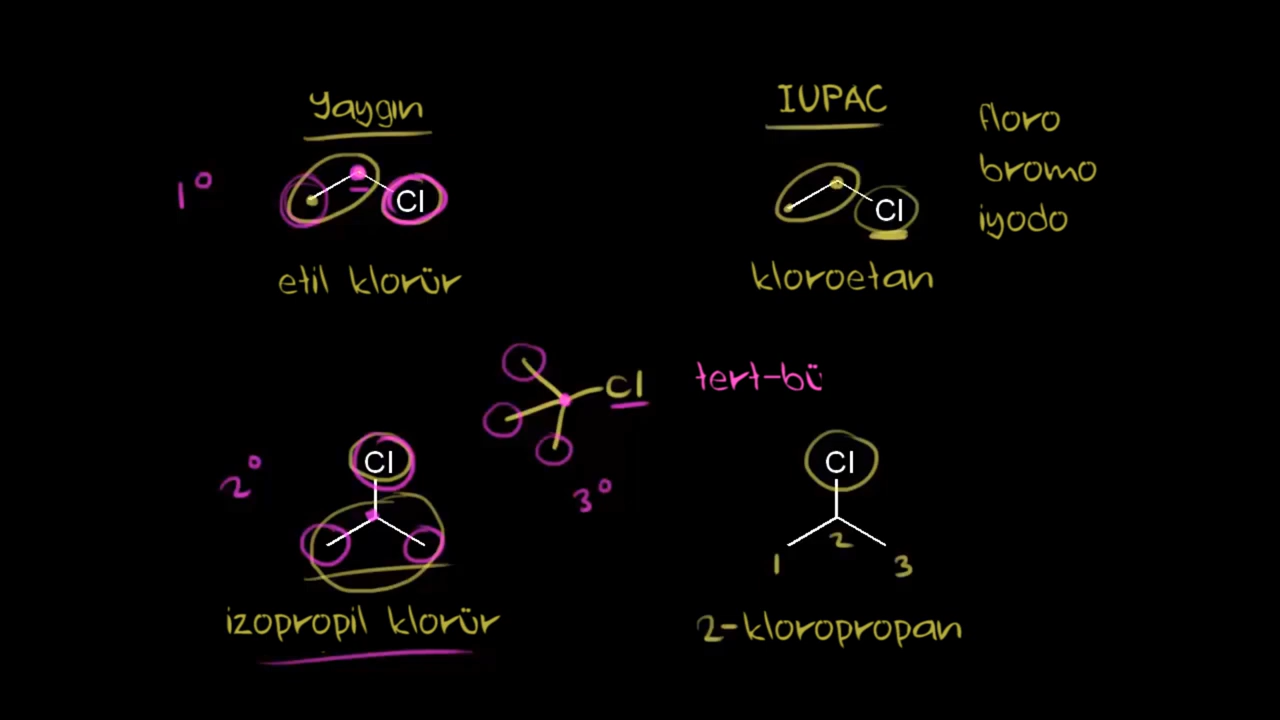 Yaygın
IUPAC
floro
bromo
iyodo
1°
Cl
Cl
etil klorür
kloroetan
Cl
tert-bü
3°
2°
Cl
Cl
1
2
3
izopropil klorür
2-kloropropan